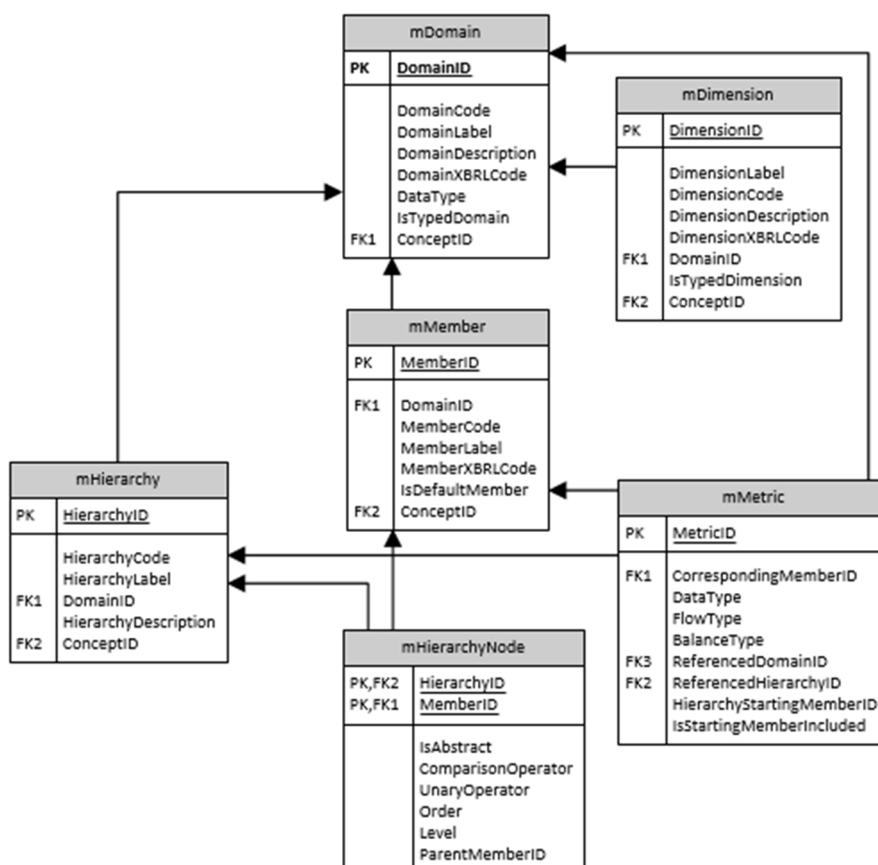 mDomain
PK DomainID
DomainCode
DomainLabel
DomainDescription
DomainXBRLCode
DataType
IsTypedDomain
FK1 ConceptID
mDimension
PK DimensionID
DimensionLabel
DimensionCode
DimensionDescription
DimensionXBRLCode
FK1 DomainID
IsTypedDimension
FK2 ConceptID
mMember
PK MemberID
FK1 DomainID
MemberCode
MemberLabel
MemberXBRLCode
IsDefaultMember
FK2 ConceptID
mHierarchy
PK HierarchyID
HierarchyCode
HierarchyLabel
FK1 DomainID
HierarchyDescription
FK2 ConceptID
mMetric
PK MetricID
FK1 CorrespondingMemberID
DataType
FlowType
BalanceType
FK3 ReferencedDomainID
FK2 ReferencedHierarchyID
HierarchyStartingMemberID
IsStartingMemberIncluded
mHierarchyNode
PK,FK2 HierarchyID
PK,FK1 MemberID
IsAbstract
ComparisonOperator
UnaryOperator
Order
Level
ParentMemberID